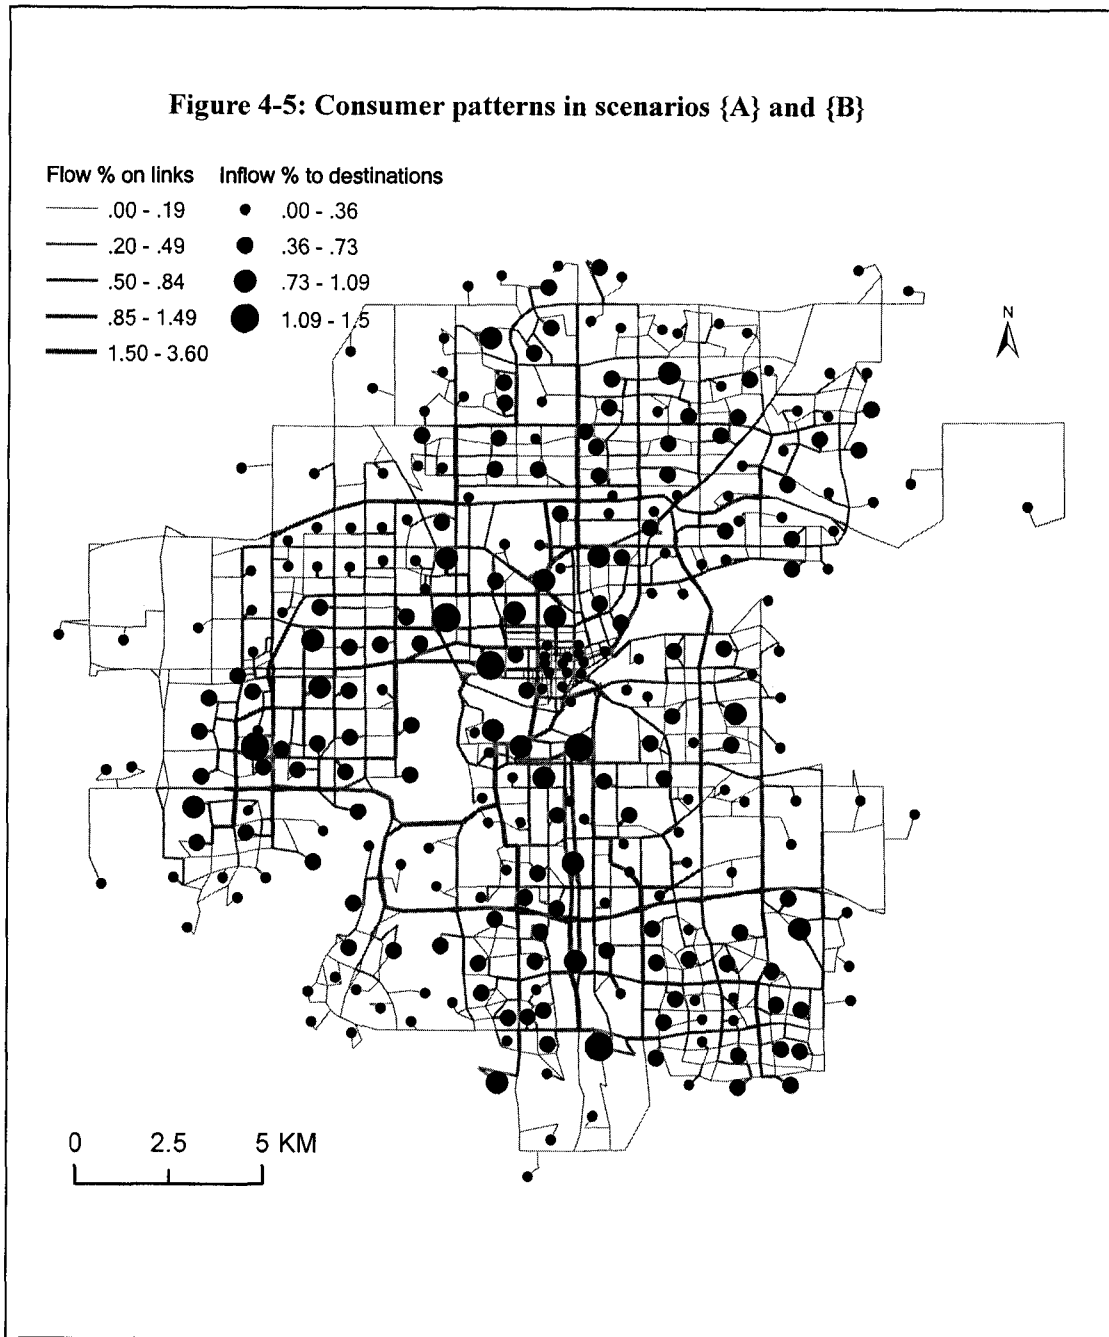 Figure 4-5: Consumer patterns in scenarios {A} and {B}
Flow % on links Inflow % to destinations
.00 - .19 .00 - .36
.20 - .49 .36 - .73
.50 - .84 .73 - 1.09
.85 - 1.49 1.09 - 1.5
1.50 - 3.60
N
0 2.5 5 KM